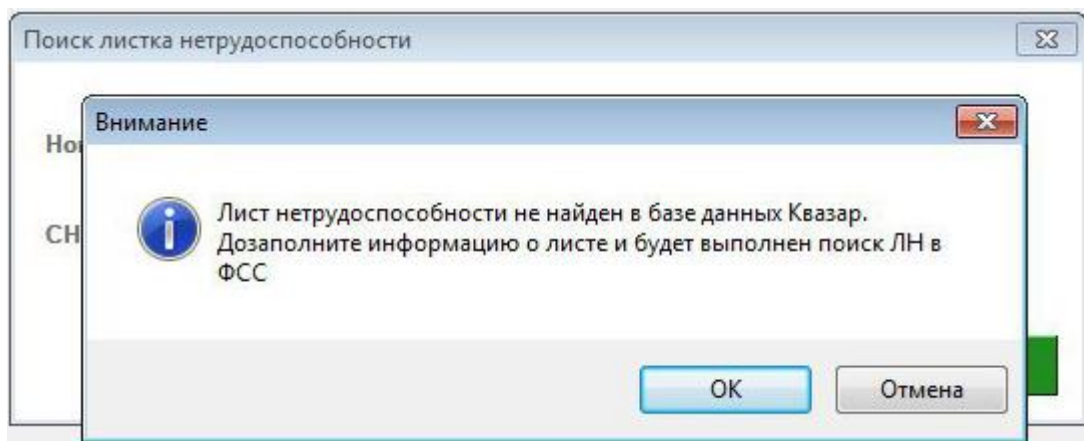 Поиск листка нетрудоспособности
Внимание
Лист нетрудоспособности не найден в базе данных Квазар.
Дозаполните информацию о листе и будет выполнен поиск ЛН в
ФСС
ОК
Отмена